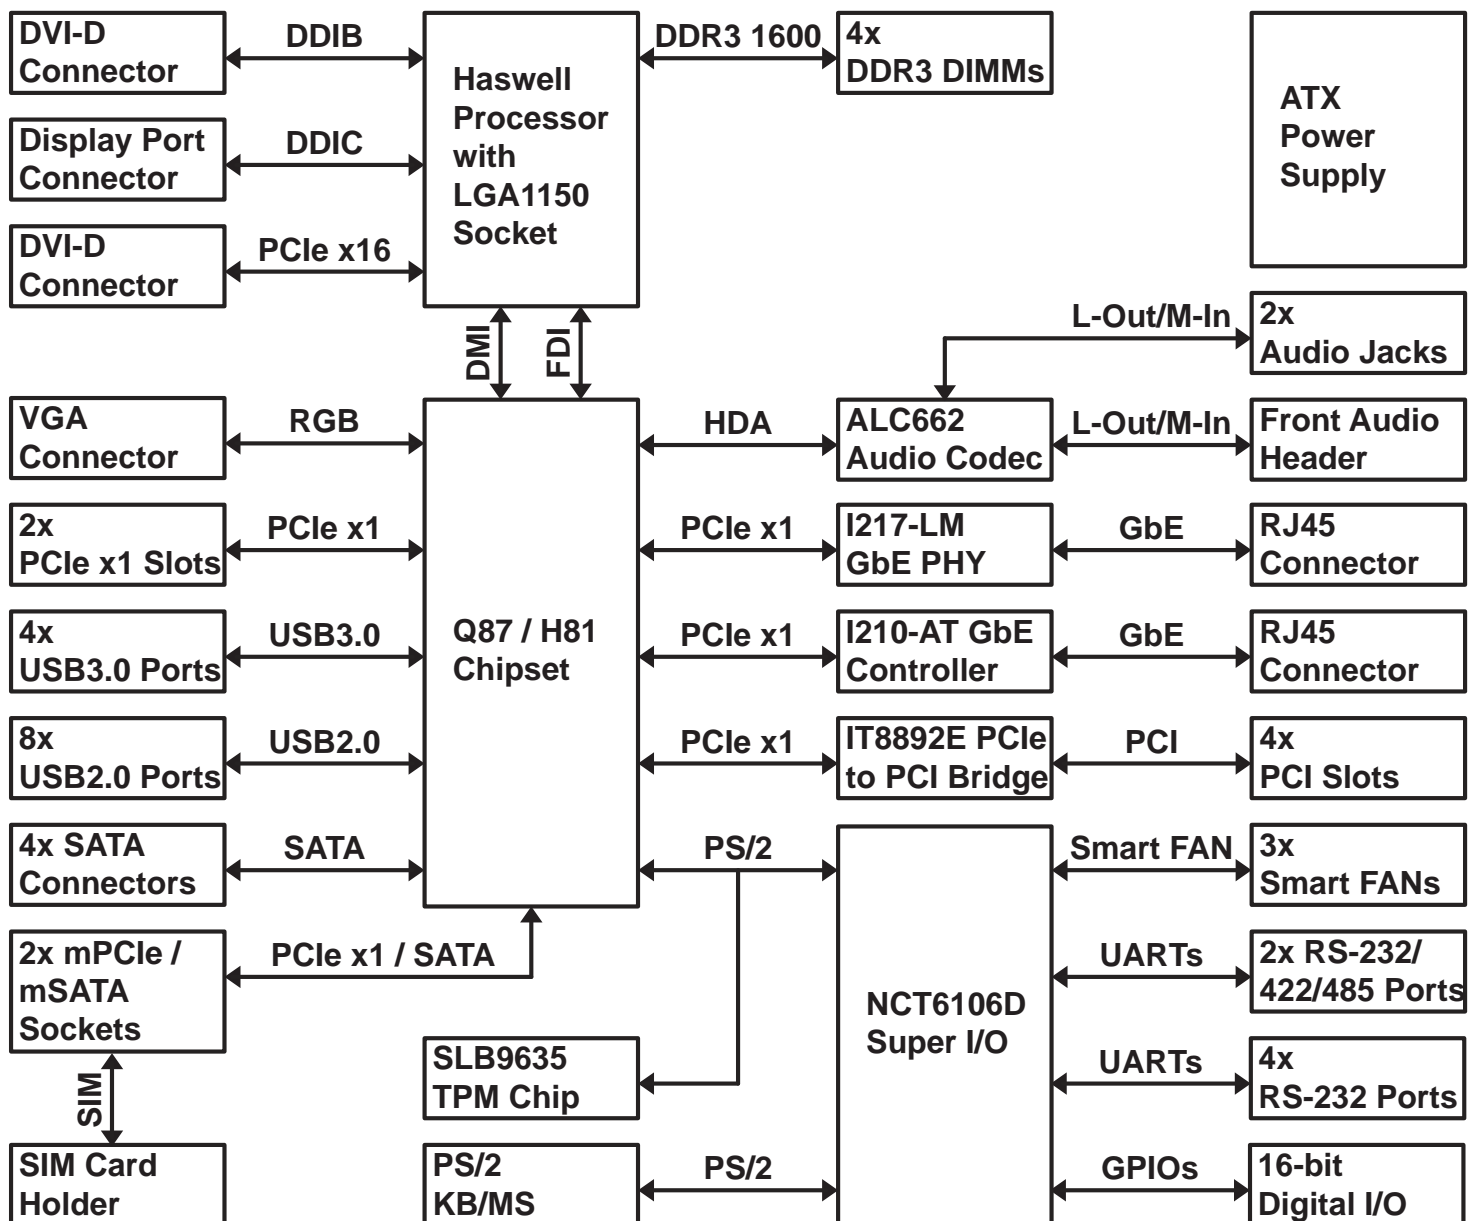 DVI-D
Connector
DDIB
Haswell
Processor
with
LGA1150
Socket
DDR3 1600
4x
DDR3 DIMMs
ATX
Power
Supply
Display Port
Connector
DDIC
DVI-D
Connector
PCIe x16
DMI
FDI
L-Out/M-In
2x
Audio Jacks
VGA
Connector
RGB
Q87 / H81
Chipset
HDA
ALC662
Audio Codec
L-Out/M-In
Front Audio
Header
2x
PCIe x1 Slots
PCIe x1
PCIe x1
I217-LM
GbE PHY
GbE
RJ45
Connector
4x
USB3.0 Ports
USB3.0
PCIe x1
I210-AT GbE
Controller
GbE
RJ45
Connector
8x
USB2.0 Ports
USB2.0
PCIe x1
IT8892E PCIe
to PCI Bridge
PCI
4x
PCI Slots
4x SATA
Connectors
SATA
PS/2
NCT6106D
Super I/O
Smart FAN
3x
Smart FANs
2x mPCIe /
mSATA
Sockets
PCIe x1 / SATA
UARTs
2x RS-232/
422/485 Ports
SIM
SLB9635
TPM Chip
UARTs
4x
RS-232 Ports
SIM Card
Holder
PS/2
KB/MS
PS/2
GPIOs
16-bit
Digital I/O